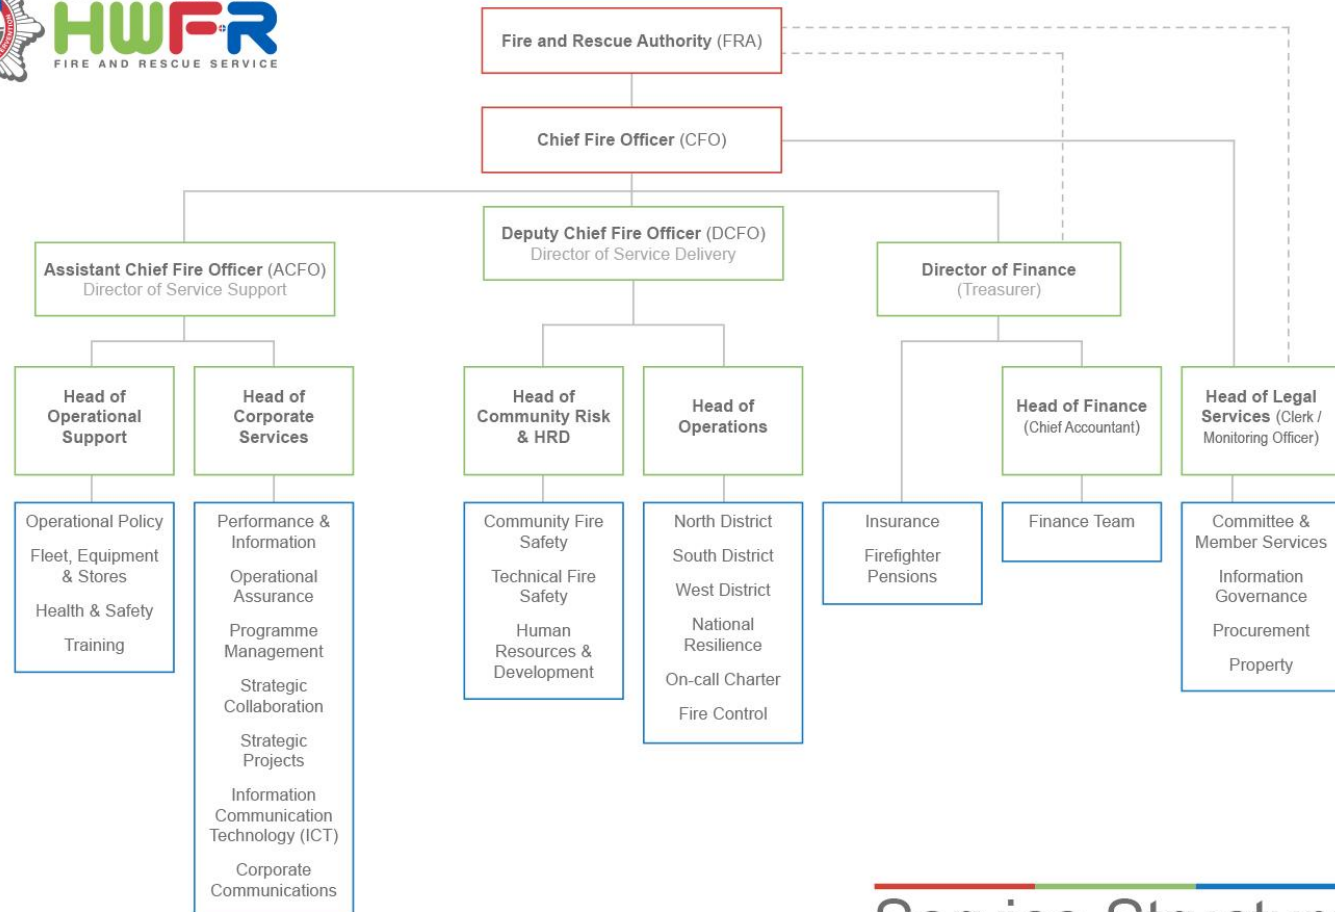 HWFR
FIRE AND RESCUE SERVICE
Fire and Rescue Authority (FRA)
Chief Fire Officer (CFO)
Deputy Chief Fire Officer (DCFO)
Director of Service Delivery
Assistant Chief Fire Officer (ACFO)
Director of Service Support
Director of Finance
(Treasurer)
Head of
Operational
Support
Head of
Corporate
Services
Head of
Community Risk
& HRD
Head of
Operations
Head of Finance
(Chief Accountant)
Head of Legal
Services (Clerk /
Monitoring Officer)
Operational Policy
Fleet, Equipment
& Stores
Health & Safety
Training
Performance &
Information
Operational
Assurance
Programme
Management
Strategic
Collaboration
Strategic
Projects
Information
Communication
Technology (ICT)
Corporate
Communications
Community Fire
Safety
Technical Fire
Safety
Human
Resources &
Development
North District
South District
West District
National
Resilience
On-call Charter
Fire Control
Insurance
Firefighter
Pensions
Finance Team
Committee &
Member Services
Information
Governance
Procurement
Property